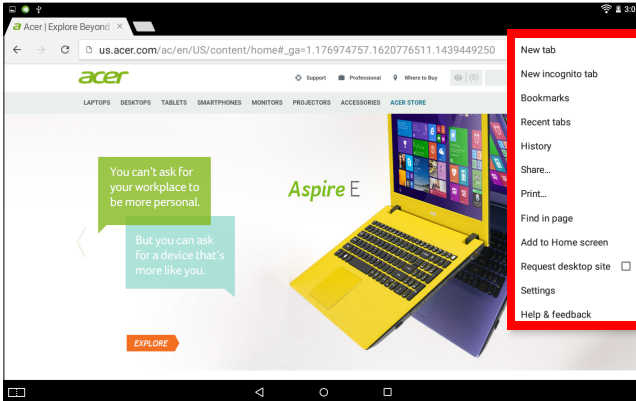 3:0
a Acer | Explore Beyond
us.acer.com/ac/en/US/content/home#_ga=1.176974757.1620776511.1439449250
acer
Support Professional Where to Buy (0)
LAPTOPS DESKTOPS TABLETS SMARTPHONES MONITORS PROJECTORS ACCESSORIES ACER STORE
You can't ask for
your workplace to
be more personal.
But you can ask
for a device that's
more like you.
Aspire E
EXPLORE
New tab
New incognito tab
Bookmarks
Recent tabs
History
Share...
Print...
Find in page
Add to Home screen
Request desktop site
Settings
Help & feedback